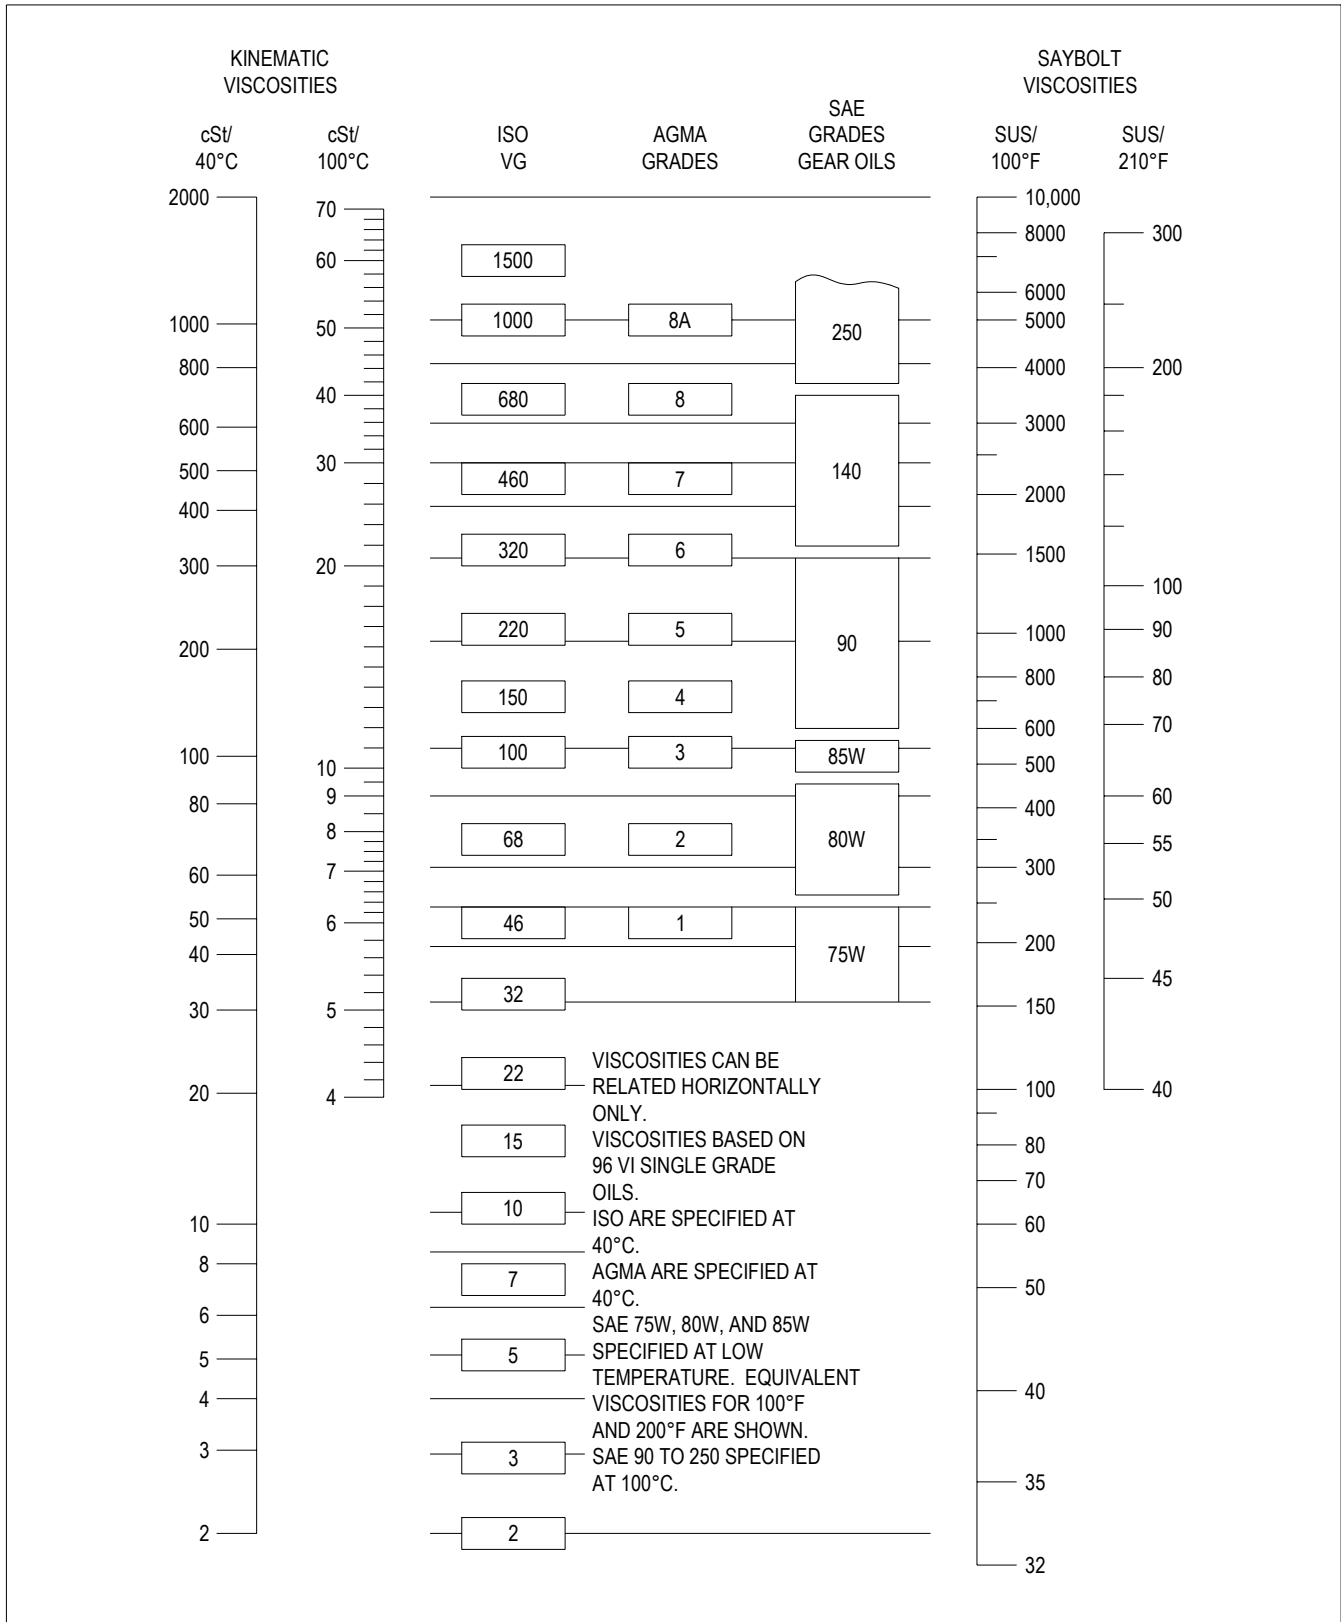 KINEMATIC
VISCOSITIES
SAYBOLT
VISCOSITIES
cSt/
40°C
cSt/
100°C
ISO
VG
AGMA
GRADES
SAE
GRADES
GEAR OILS
SUS/
100°F
SUS/
210°F
2000
1000
800
600
500
400
300
200
100
80
60
50
40
30
20
10
8
6
5
4
3
2
70
60
50
40
30
20
10
9
8
7
6
5
4
1500
1000
680
460
320
220
150
100
68
46
32
22
15
10
7
5
3
2
8A
8
7
6
5
4
3
2
1
250
140
90
85W
80W
75W
VISCOSITIES CAN BE
RELATED HORIZONTALLY
ONLY.
VISCOSITIES BASED ON
96 VI SINGLE GRADE
OILS.
ISO ARE SPECIFIED AT
40°C.
AGMA ARE SPECIFIED AT
40°C.
SAE 75W, 80W, AND 85W
SPECIFIED AT LOW
TEMPERATURE. EQUIVALENT
VISCOSITIES FOR 100°F
AND 200°F ARE SHOWN.
SAE 90 TO 250 SPECIFIED
AT 100°C.
10,000
8000
6000
5000
4000
3000
2000
1500
1000
800
600
500
400
300
200
150
100
80
70
60
50
40
35
32
300
200
100
90
80
70
60
55
50
45
40